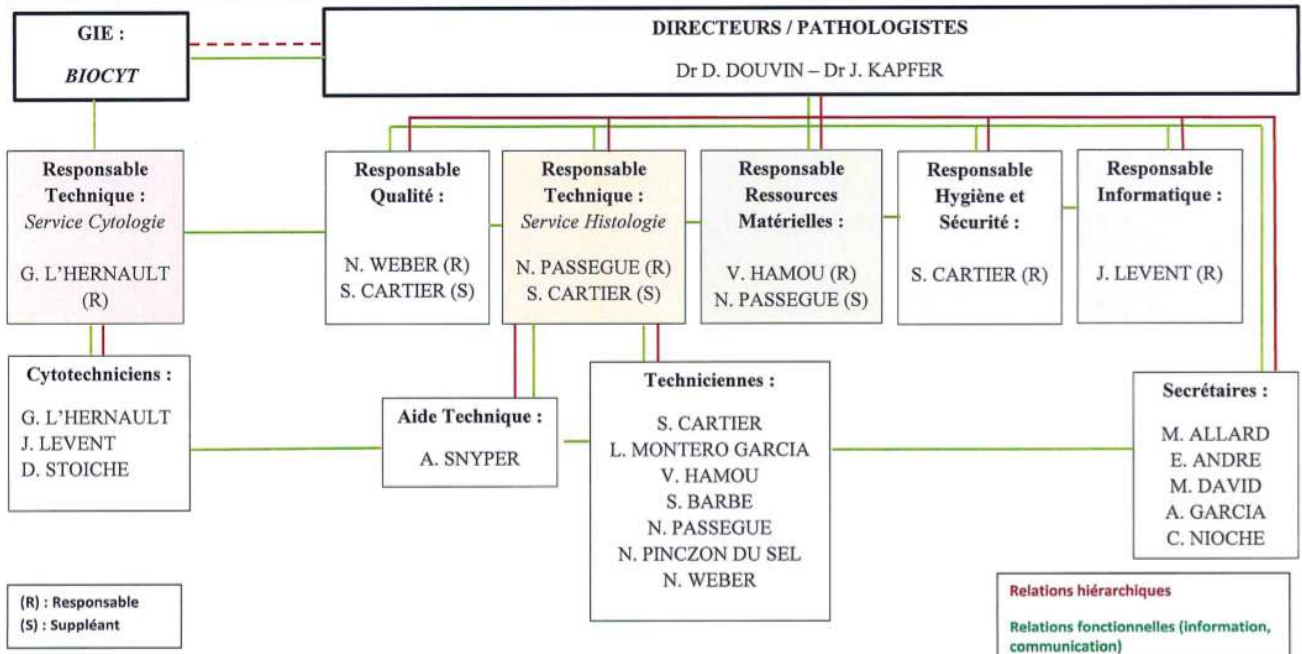 GIE :
BIOCYT
DIRECTEURS / PATHOLOGISTES
Dr D. DOUVIN – Dr J. KAPFER
Responsable
Technique :
Service Cytologie
G. L'HERNAULT
(R)
Responsable
Qualité :
N. WEBER (R)
S. CARTIER (S)
Responsable
Technique :
Service Histologie
N. PASSEGUE (R)
S. CARTIER (S)
Responsable
Ressources
Matérielles :
V. HAMOU (R)
N. PASSEGUE (S)
Responsable
Hygiène et
Sécurité :
S. CARTIER (R)
Responsable
Informatique :
J. LEVENT (R)
Cytotechniciens :
G. L'HERNAULT
J. LEVENT
D. STOICHE
Aide Technique :
A. SNYPER
Techniciennes :
S. CARTIER
L. MONTERO GARCIA
V. HAMOU
S. BARBE
N. PASSEGUE
N. PINCZON DU SEL
N. WEBER
Secrétaires :
M. ALLARD
E. ANDRE
M. DAVID
A. GARCIA
C. NIOCHE
(R) : Responsable
(S) : Suppléant
Relations hiérarchiques
Relations fonctionnelles (information,
communication)